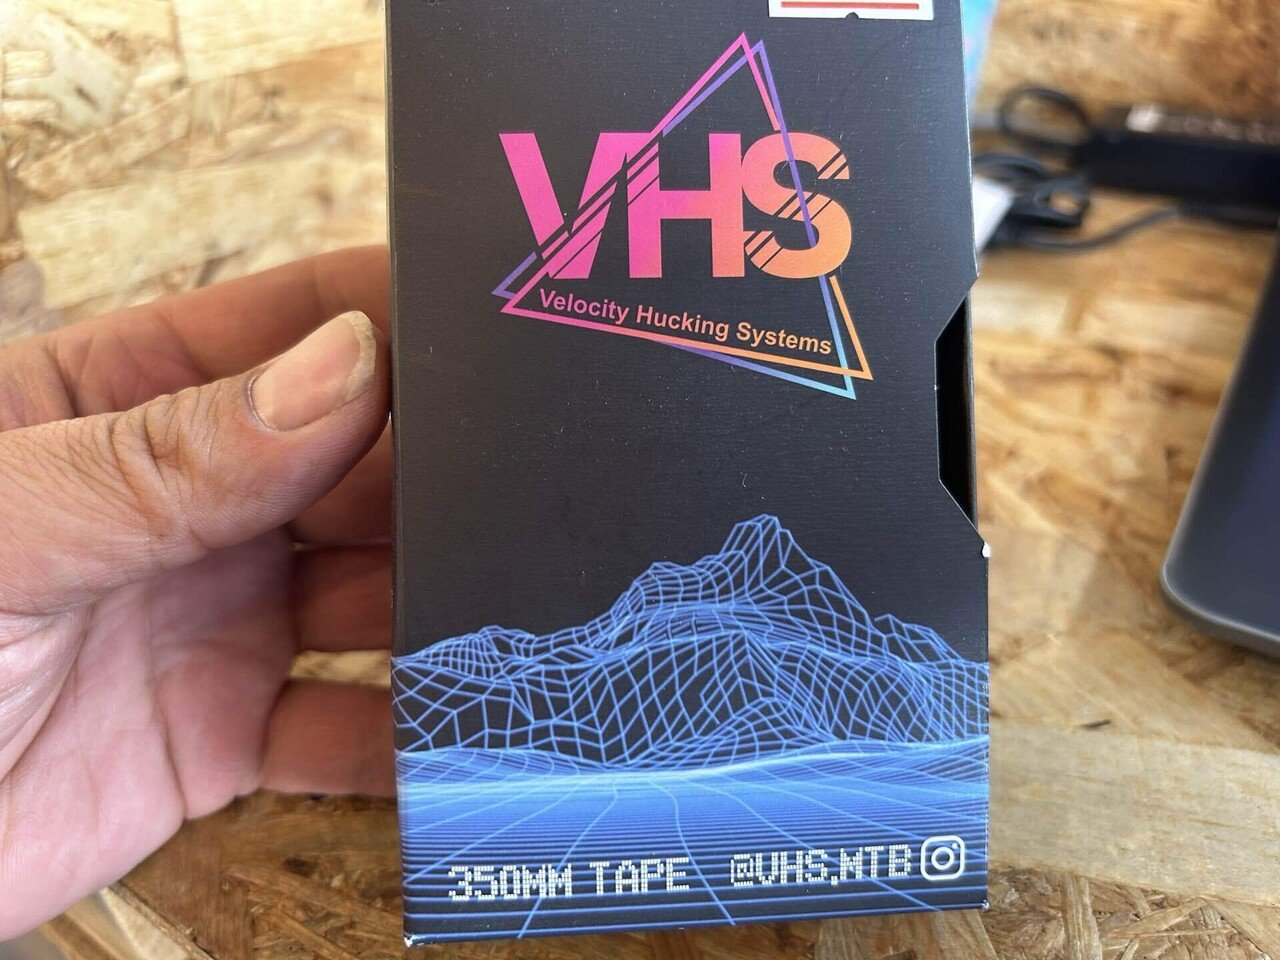 VHS
Velocity Hucking Systems
350MM TAPE @VHS.MTB